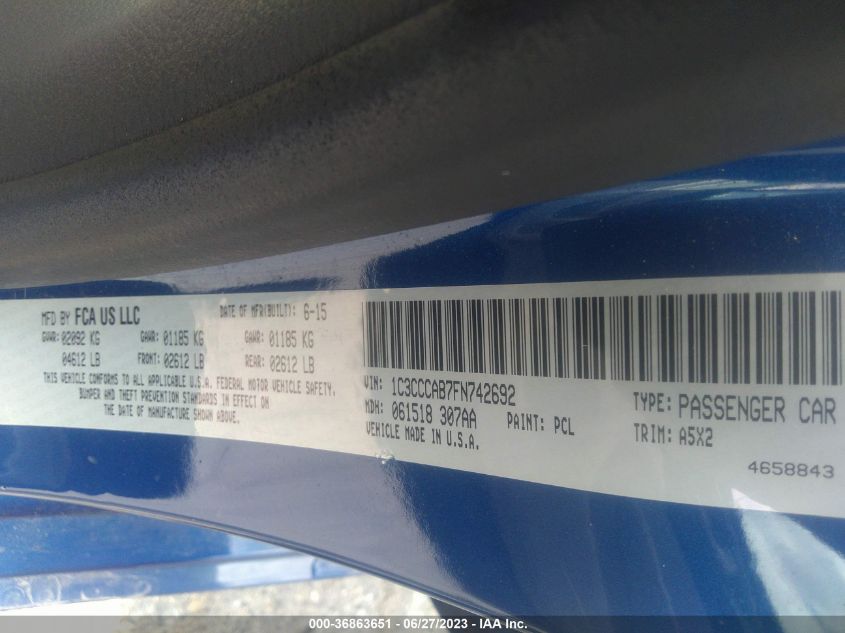 MFD BY FCA US LLC DATE OF MFR(BUILT): 6-15
GVWR: 02092 KG GAWR: 01185 KG GAWR: 01185 KG
04612 LB FRONT: 02612 LB REAR: 02612 LB
THIS VEHICLE CONFORMS TO ALL APPLICABLE U.S.A. FEDERAL MOTOR VEHICLE SAFETY,
BUMPER AND THEFT PREVENTION STANDARDS IN EFFECT ON
THE DATE OF MANUFACTURE SHOWN ABOVE.
VIN: 1C3CCCAB7FN742692
MDH: 061518 307AA PAINT: PCL
VEHICLE MADE IN U.S.A.
TYPE: PASSENGER CAR
TRIM: A5X2
4658843
000-36863651 - 06/27/2023 - IAA Inc.